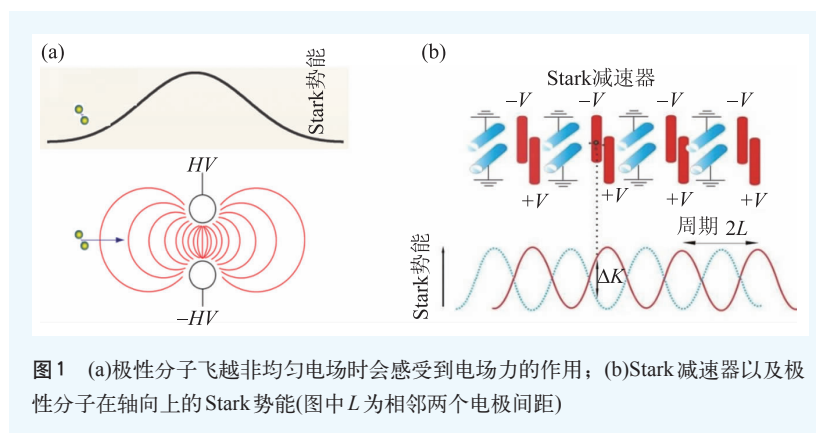 (a)
Stark势能
HV
−HV
(b)
Stark减速器
−V −V −V −V
+V +V +V +V
周期 2L
Stark势能
ΔK
图1 (a)极性分子飞越非均匀电场时会感受到电场力的作用；(b)Stark减速器以及极
性分子在轴向上的Stark势能(图中L为相邻两个电极间距)